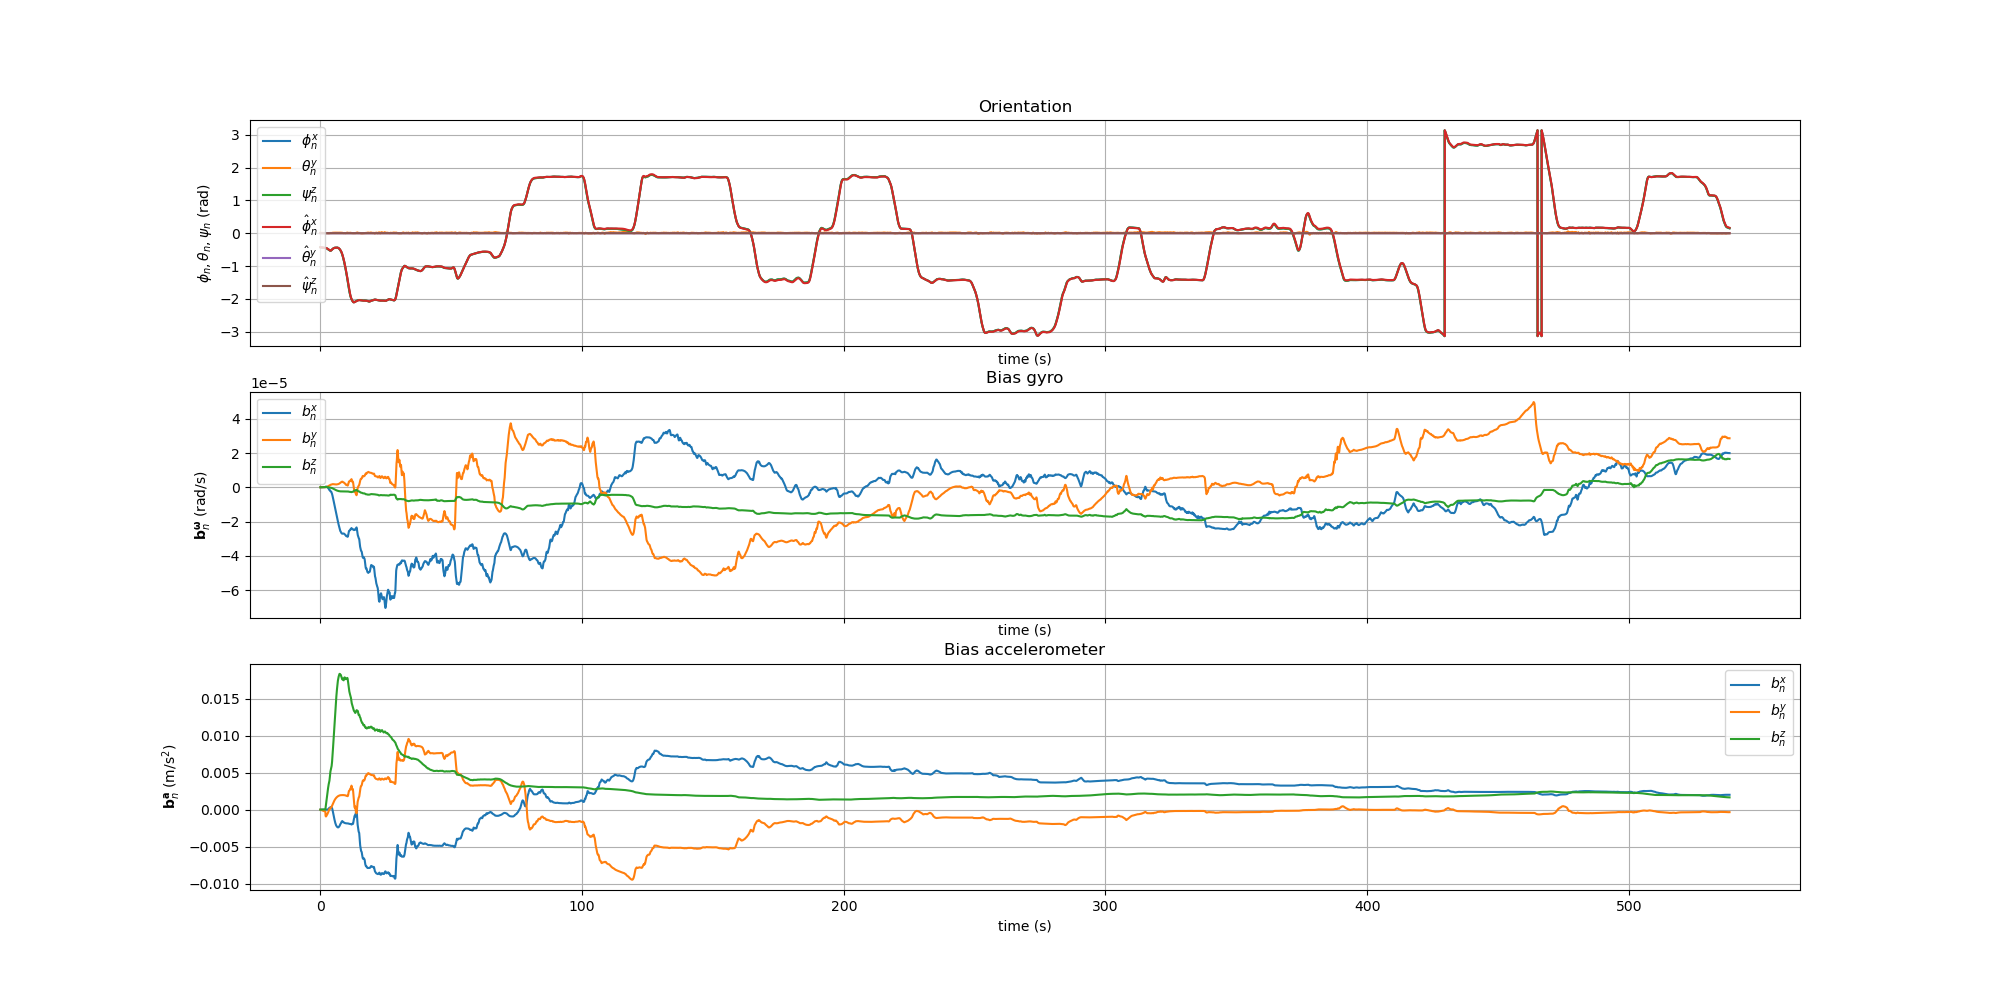 Orientation
ϕₙ, θₙ, ψₙ (rad)
3
2
1
0
−1
−2
−3
ϕₙˣ
θₙʸ
ψₙᶻ
ϕ̂ₙˣ
θ̂ₙʸ
ψ̂ₙᶻ
time (s)
Bias gyro
1e−5
bₙ^ω (rad/s)
4
2
0
−2
−4
−6
bₙˣ
bₙʸ
bₙᶻ
time (s)
Bias accelerometer
bₙᵃ (m/s²)
0.015
0.010
0.005
0.000
−0.005
−0.010
bₙˣ
bₙʸ
bₙᶻ
0 100 200 300 400 500
time (s)